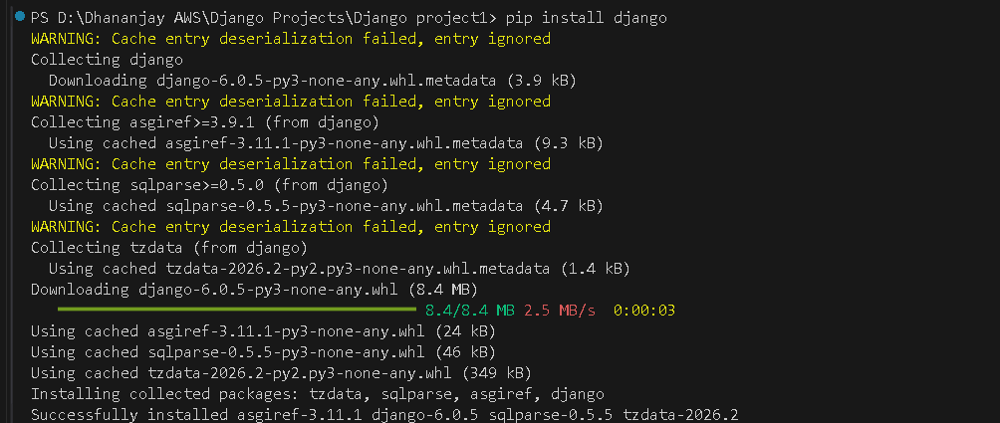 PS D:\Dhananjay AWS\Django Projects\Django project1> pip install django
WARNING: Cache entry deserialization failed, entry ignored
Collecting django
  Downloading django-6.0.5-py3-none-any.whl.metadata (3.9 kB)
WARNING: Cache entry deserialization failed, entry ignored
Collecting asgiref>=3.9.1 (from django)
  Using cached asgiref-3.11.1-py3-none-any.whl.metadata (9.3 kB)
WARNING: Cache entry deserialization failed, entry ignored
Collecting sqlparse>=0.5.0 (from django)
  Using cached sqlparse-0.5.5-py3-none-any.whl.metadata (4.7 kB)
WARNING: Cache entry deserialization failed, entry ignored
Collecting tzdata (from django)
  Using cached tzdata-2026.2-py2.py3-none-any.whl.metadata (1.4 kB)
Downloading django-6.0.5-py3-none-any.whl (8.4 MB)
8.4/8.4 MB 2.5 MB/s  0:00:03
Using cached asgiref-3.11.1-py3-none-any.whl (24 kB)
Using cached sqlparse-0.5.5-py3-none-any.whl (46 kB)
Using cached tzdata-2026.2-py2.py3-none-any.whl (349 kB)
Installing collected packages: tzdata, sqlparse, asgiref, django
Successfully installed asgiref-3.11.1 django-6.0.5 sqlparse-0.5.5 tzdata-2026.2